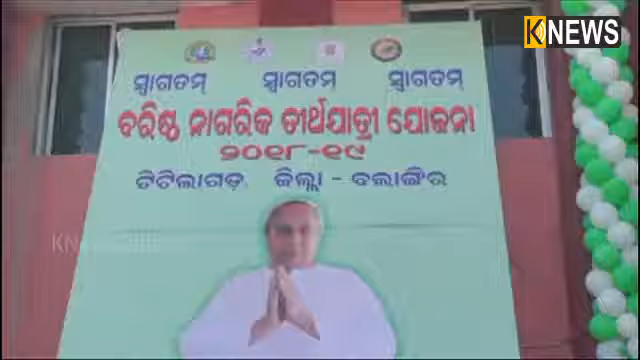 KNEWS
ସ୍ୱାଗତମ୍ ସ୍ୱାଗତମ୍ ସ୍ୱାଗତମ୍
ବରିଷ୍ଠ ନାଗରିକ ତୀର୍ଥଯାତ୍ରୀ ଯୋଜନା
୨୦୧୮-୧୯
ଟିଟିଲାଗଡ଼, ଜିଲ୍ଲା - ବଲାଙ୍ଗିର